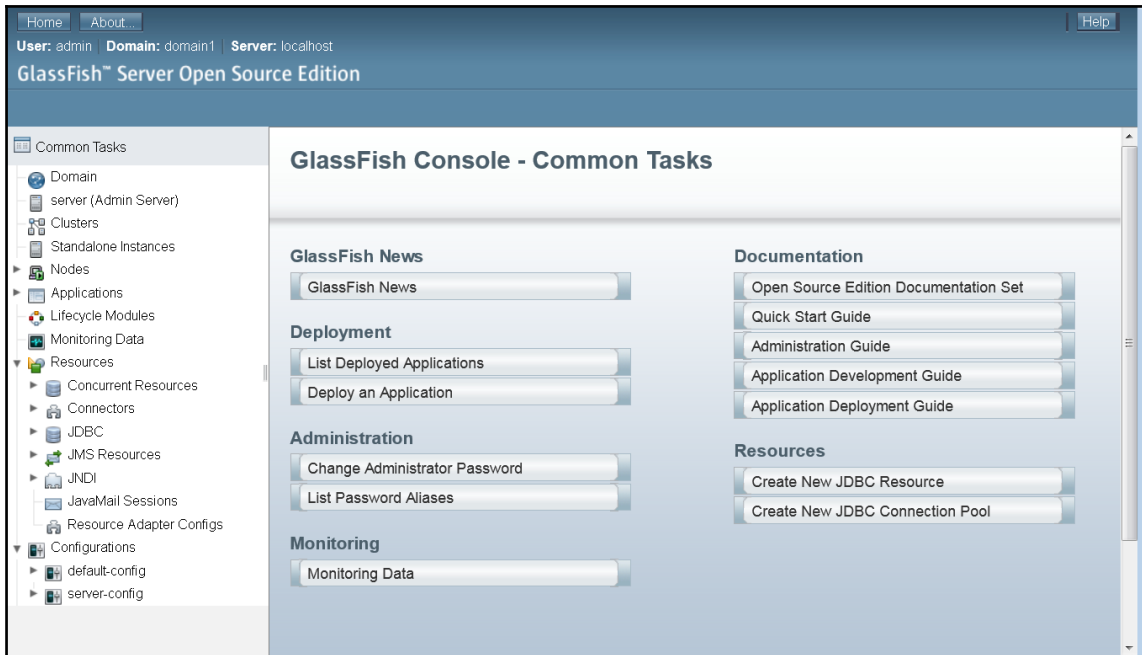 Home About... Help
User: admin Domain: domain1 Server: localhost
GlassFish™ Server Open Source Edition
Common Tasks
Domain
server (Admin Server)
Clusters
Standalone Instances
Nodes
Applications
Lifecycle Modules
Monitoring Data
Resources
Concurrent Resources
Connectors
JDBC
JMS Resources
JNDI
JavaMail Sessions
Resource Adapter Configs
Configurations
default-config
server-config
GlassFish Console - Common Tasks
GlassFish News
GlassFish News
Deployment
List Deployed Applications
Deploy an Application
Administration
Change Administrator Password
List Password Aliases
Monitoring
Monitoring Data
Documentation
Open Source Edition Documentation Set
Quick Start Guide
Administration Guide
Application Development Guide
Application Deployment Guide
Resources
Create New JDBC Resource
Create New JDBC Connection Pool